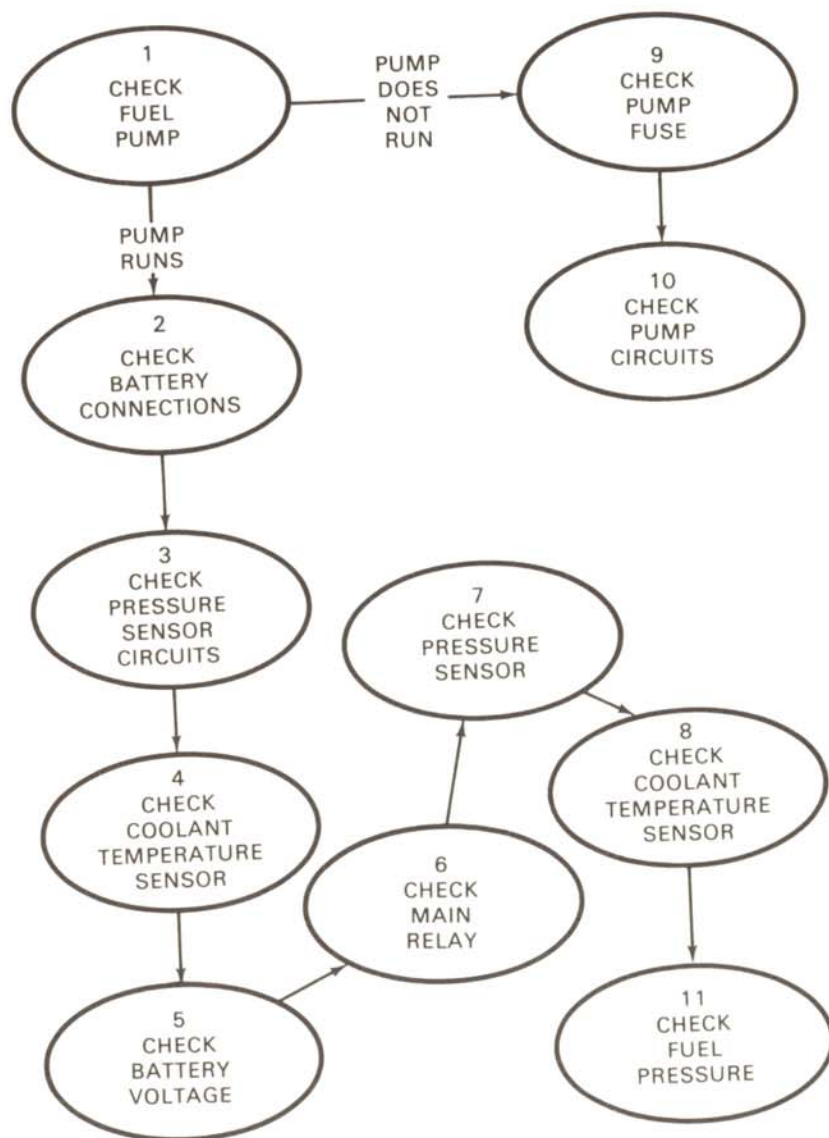 1
CHECK
FUEL
PUMP
PUMP
DOES
NOT
RUN
9
CHECK
PUMP
FUSE
PUMP
RUNS
10
CHECK
PUMP
CIRCUITS
2
CHECK
BATTERY
CONNECTIONS
3
CHECK
PRESSURE
SENSOR
CIRCUITS
4
CHECK
COOLANT
TEMPERATURE
SENSOR
5
CHECK
BATTERY
VOLTAGE
6
CHECK
MAIN
RELAY
7
CHECK
PRESSURE
SENSOR
8
CHECK
COOLANT
TEMPERATURE
SENSOR
11
CHECK
FUEL
PRESSURE